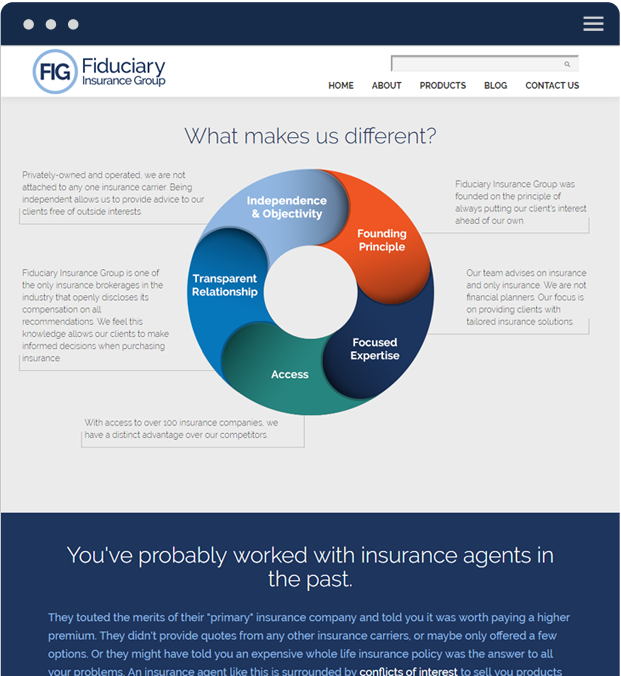 FIG Fiduciary
Insurance Group
HOME ABOUT PRODUCTS BLOG CONTACT US
What makes us different?
Privately-owned and operated, we are not
attached to any one insurance carrier. Being
independent allows us to provide advice to our
clients free of outside interests.
Independence
& Objectivity
Founding
Principle
Fiduciary Insurance Group was
founded on the principle of
always putting our client's interest
ahead of our own.
Transparent
Relationship
Fiduciary Insurance Group is one of
the only insurance brokerages in the
industry that openly discloses its
compensation on all
recommendations. We feel this
knowledge allows our clients to make
informed decisions when purchasing
insurance.
Our team advises on insurance
and only insurance. We are not
financial planners. Our focus is
on providing clients with
tailored insurance solutions.
Focused
Expertise
Access
With access to over 100 insurance companies, we
have a distinct advantage over our competitors.
You've probably worked with insurance agents in
the past.
They touted the merits of their "primary" insurance company and told you it was worth paying a higher
premium. They didn't provide quotes from any other insurance carriers, or maybe only offered a few
options. Or they might have told you an expensive whole life insurance policy was the answer to all
your problems. An insurance agent like this is surrounded by conflicts of interest to sell you products